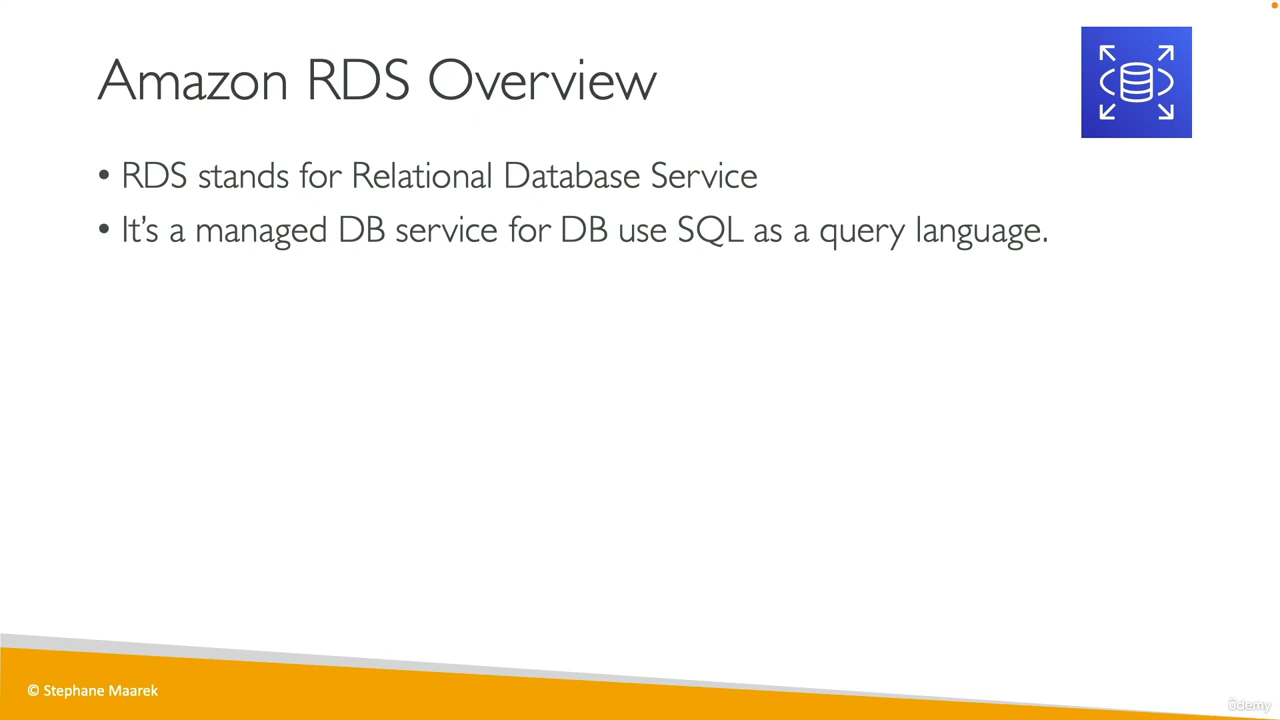 Amazon RDS Overview
• RDS stands for Relational Database Service
• It’s a managed DB service for DB use SQL as a query language.
© Stephane Maarek
ûdemy